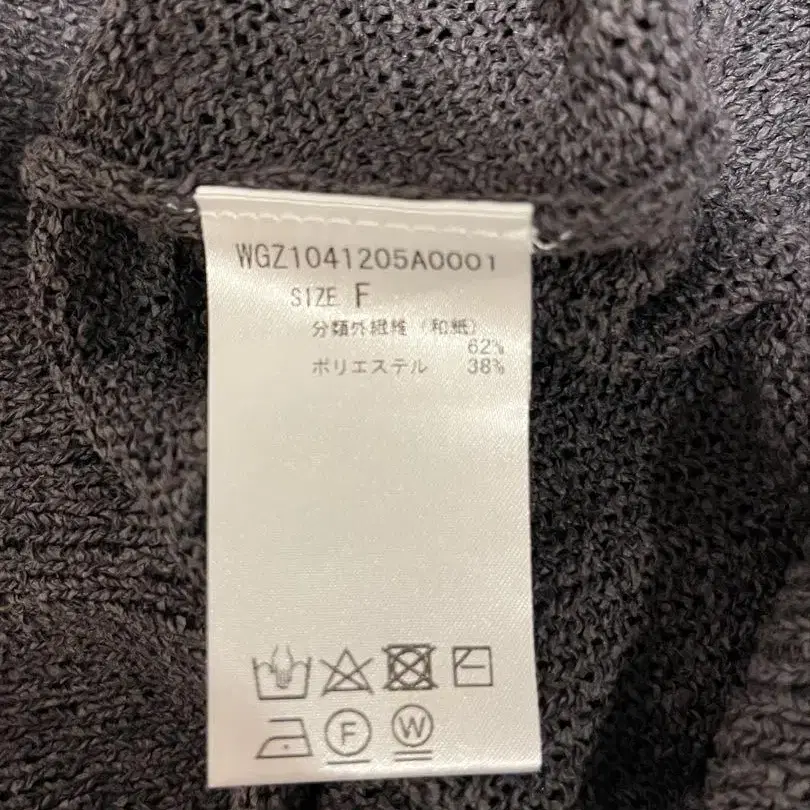 WGZ1041205A0001
SIZE F
分類外繊維（和紙）
62%
ポリエステル 38%
F
W